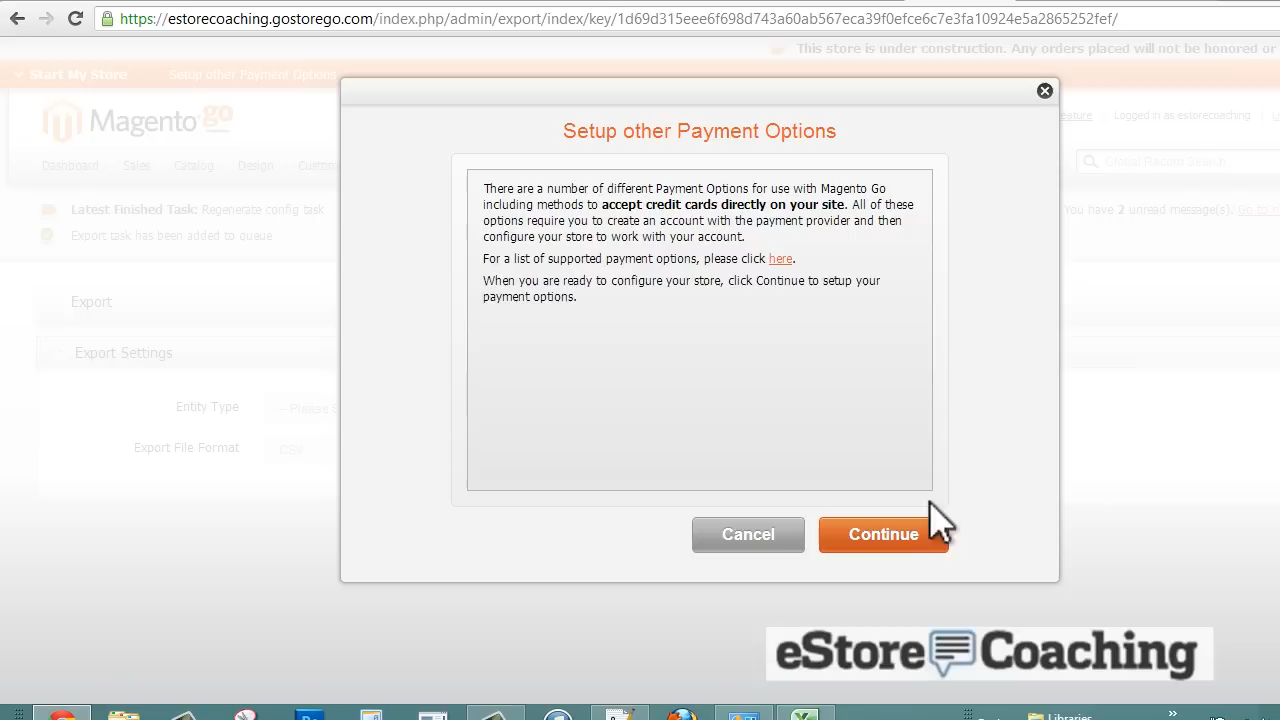 https://estorecoaching.gostorego.com/index.php/admin/export/index/key/
This store is under construction. Any orders placed will not be honored or
Start My Store
Setup other Payment Options
Magento go
eature
Logged in as estorecoaching
Dashboard
Sales
Catalog
Design
Global Record Search
Latest Finished Task: Regenerate config task
You have 2 unread message(s).
Export task has been added to queue
Export
Export Settings
Entity Type
Export File Format
CSV
Setup other Payment Options
There are a number of different Payment Options for use with Magento Go
including methods to accept credit cards directly on your site. All of these
options require you to create an account with the payment provider and then
configure your store to work with your account.
For a list of supported payment options, please click here.
When you are ready to configure your store, click Continue to setup your
payment options.
Cancel
Continue
eStore Coaching
Libraries